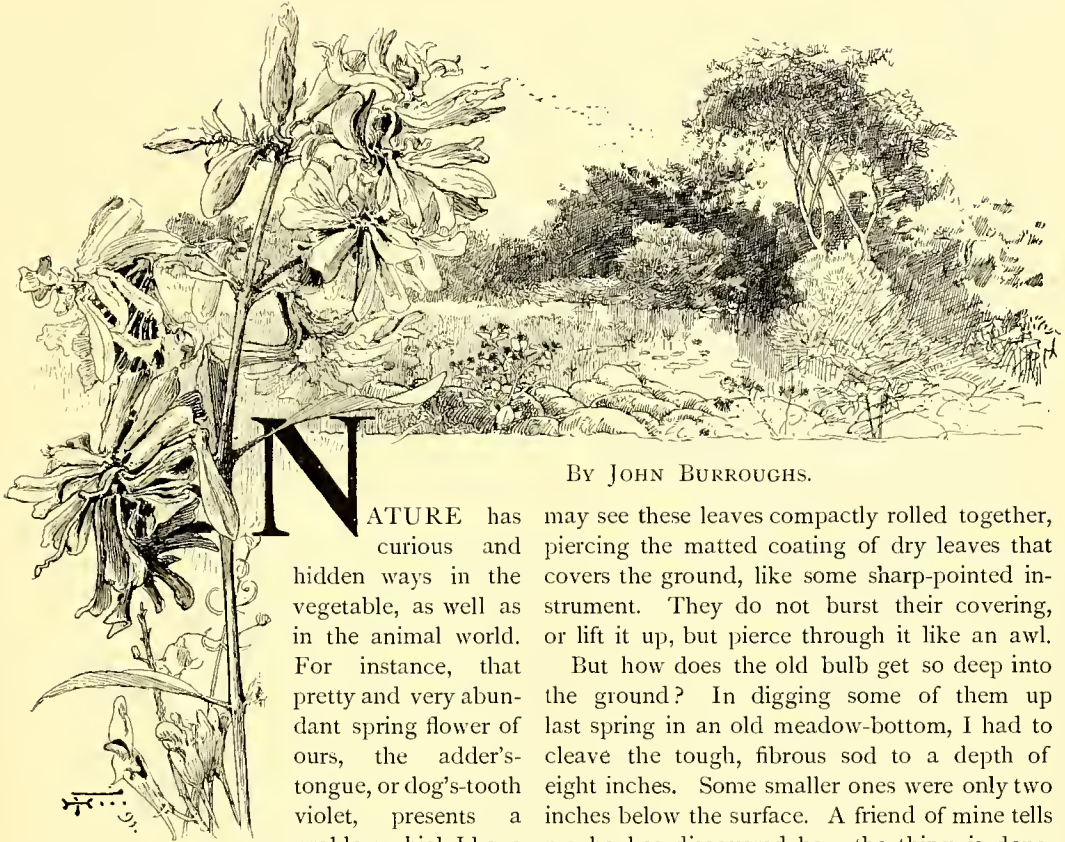 By John Burroughs.
NATURE has
curious and
hidden ways in the
vegetable, as well as
in the animal world.
For instance, that
pretty and very abun-
dant spring flower of
ours, the adder's-
tongue, or dog's-tooth
violet, presents a
may see these leaves compactly rolled together,
piercing the matted coating of dry leaves that
covers the ground, like some sharp-pointed in-
strument. They do not burst their covering,
or lift it up, but pierce through it like an awl.
But how does the old bulb get so deep into
the ground? In digging some of them up
last spring in an old meadow-bottom, I had to
cleave the tough, fibrous sod to a depth of
eight inches. Some smaller ones were only two
inches below the surface. A friend of mine tells